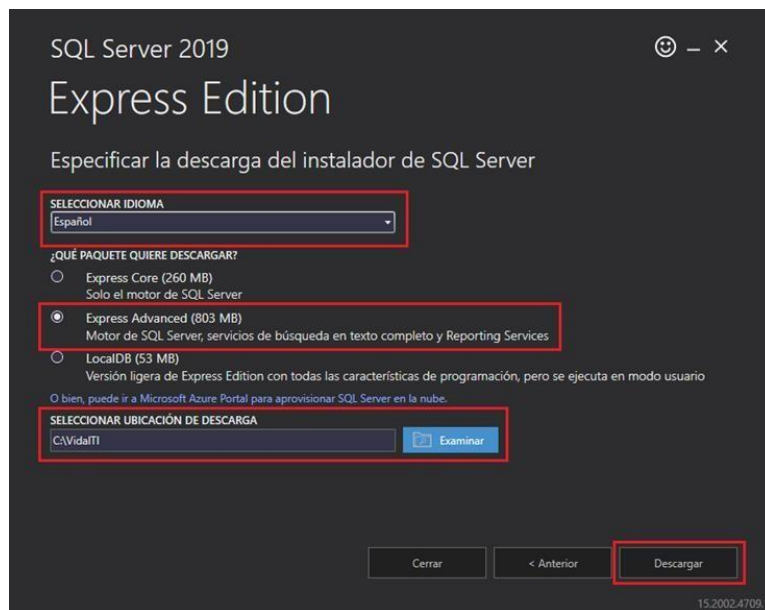 SQL Server 2019
Express Edition
Especificar la descarga del instalador de SQL Server
SELECCIONAR IDIOMA
Español
¿QUÉ PAQUETE QUIERE DESCARGAR?
Express Core (260 MB)
Solo el motor de SQL Server
Express Advanced (803 MB)
Motor de SQL Server, servicios de búsqueda en texto completo y Reporting Services
LocalDB (53 MB)
Versión ligera de Express Edition con todas las características de programación, pero se ejecuta en modo usuario
O bien, puede ir a Microsoft Azure Portal para aprovisionar SQL Server en la nube.
SELECCIONAR UBICACIÓN DE DESCARGA
C:\VidalTI
Examinar
Cerrar
< Anterior
Descargar
15.2002.4709.